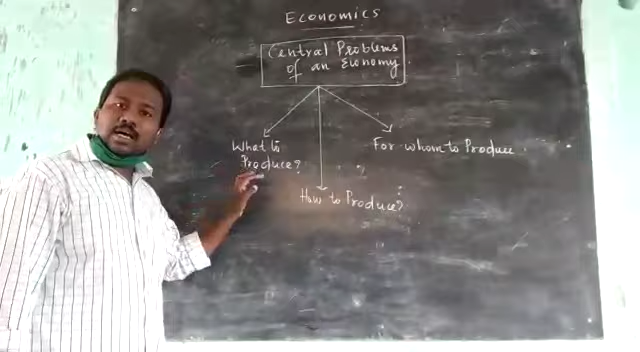 Economics
Central Problems
of an Economy
What to
Produce?
For whom to Produce
How to Produce?